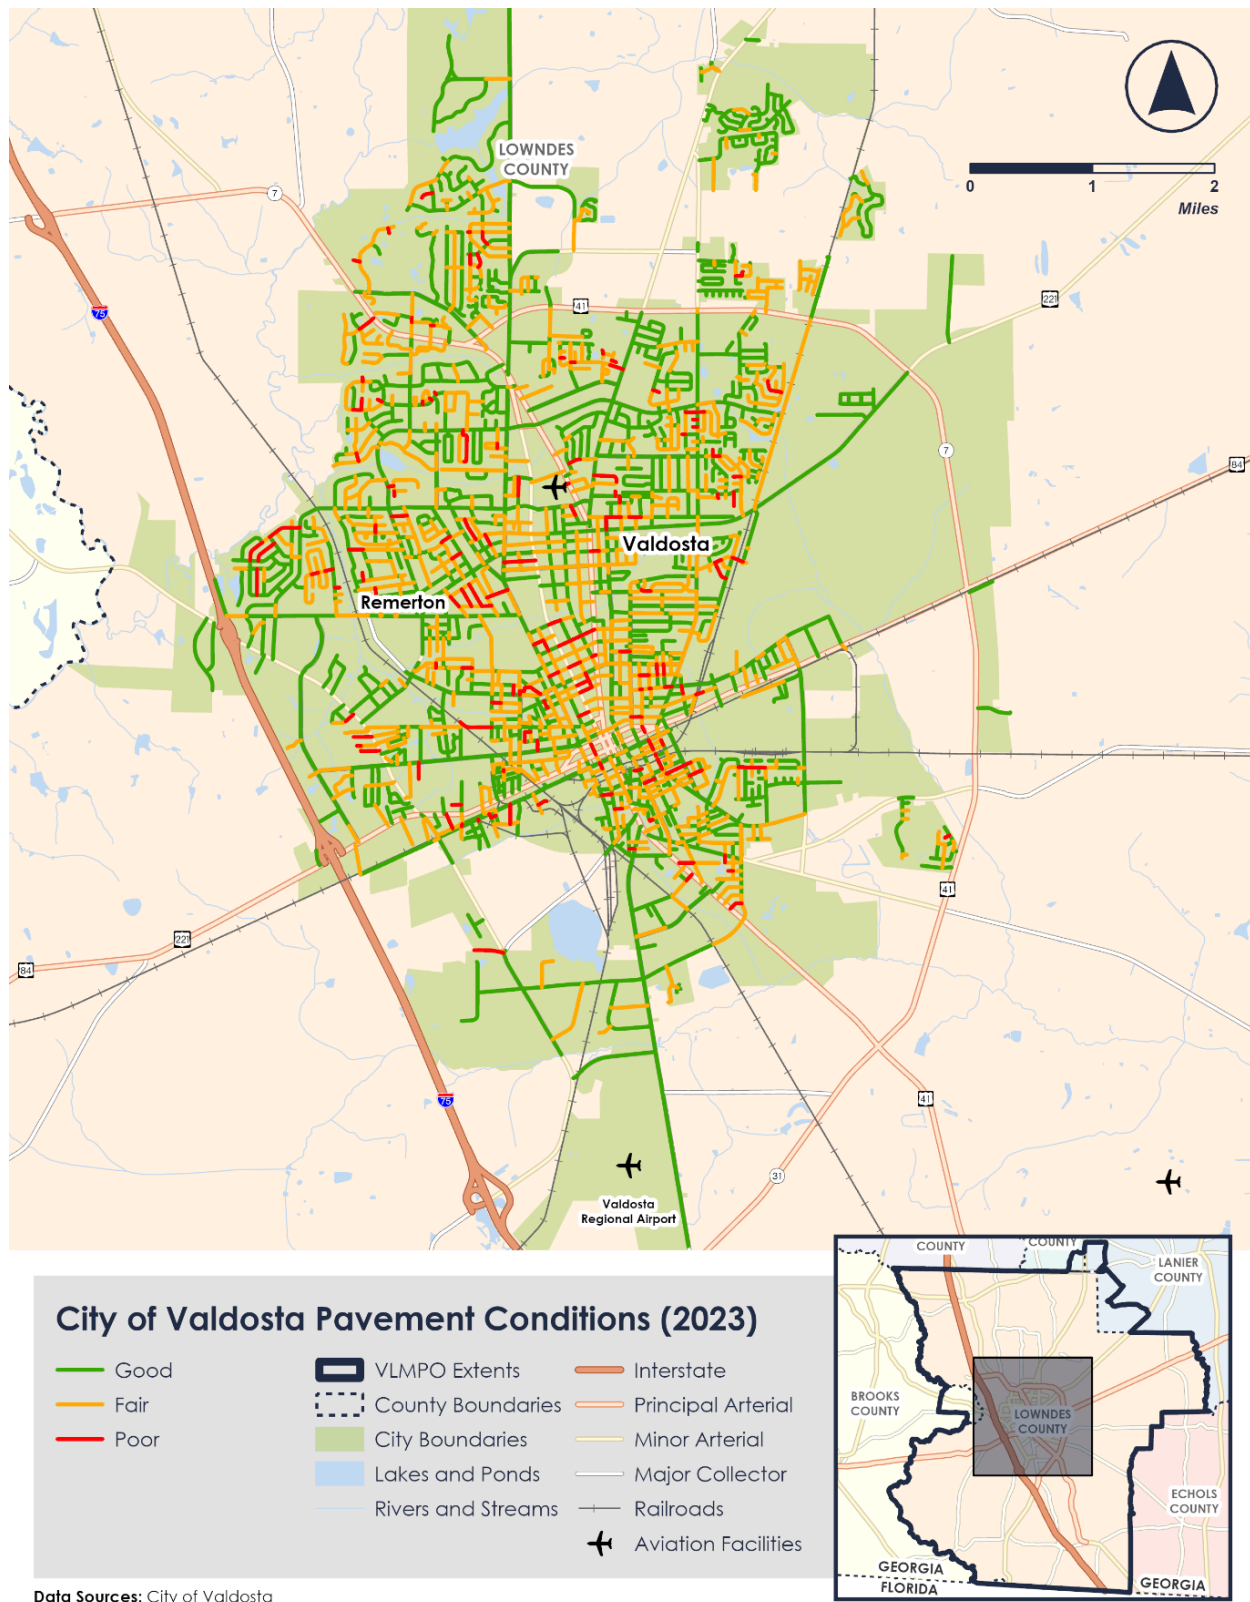 LOWNDES
COUNTY
0
1
2
Miles
7
41
221
75
7
84
Valdosta
Remerton
41
221
84
75
41
31
Valdosta
Regional Airport
City of Valdosta Pavement Conditions (2023)
Good
Fair
Poor
VLMPO Extents
County Boundaries
City Boundaries
Lakes and Ponds
Rivers and Streams
Interstate
Principal Arterial
Minor Arterial
Major Collector
Railroads
Aviation Facilities
COUNTY
COUNTY
LANIER
COUNTY
BROOKS
COUNTY
LOWNDES
COUNTY
ECHOLS
COUNTY
GEORGIA
FLORIDA
GEORGIA
Data Sources: City of Valdosta